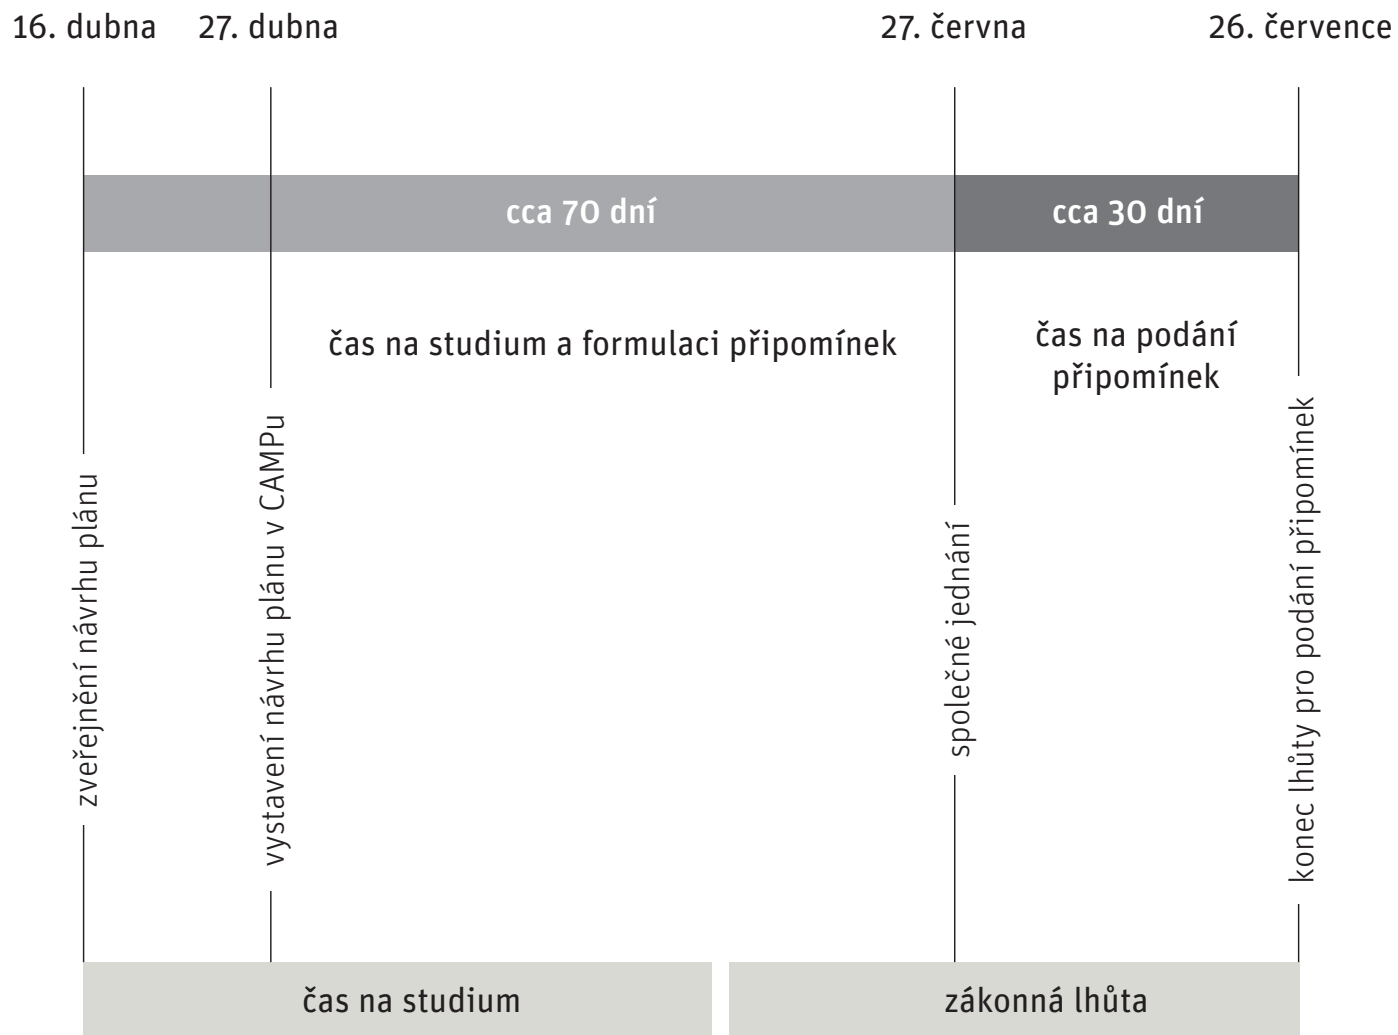 16. dubna
27. dubna
27. června
26. července
cca 70 dní
cca 30 dní
čas na studium a formulaci připomínek
čas na podání
připomínek
zveřejnění návrhu plánu
vystavení návrhu plánu v CAMPu
společné jednání
konec lhůty pro podání připomínek
čas na studium
zákonná lhůta